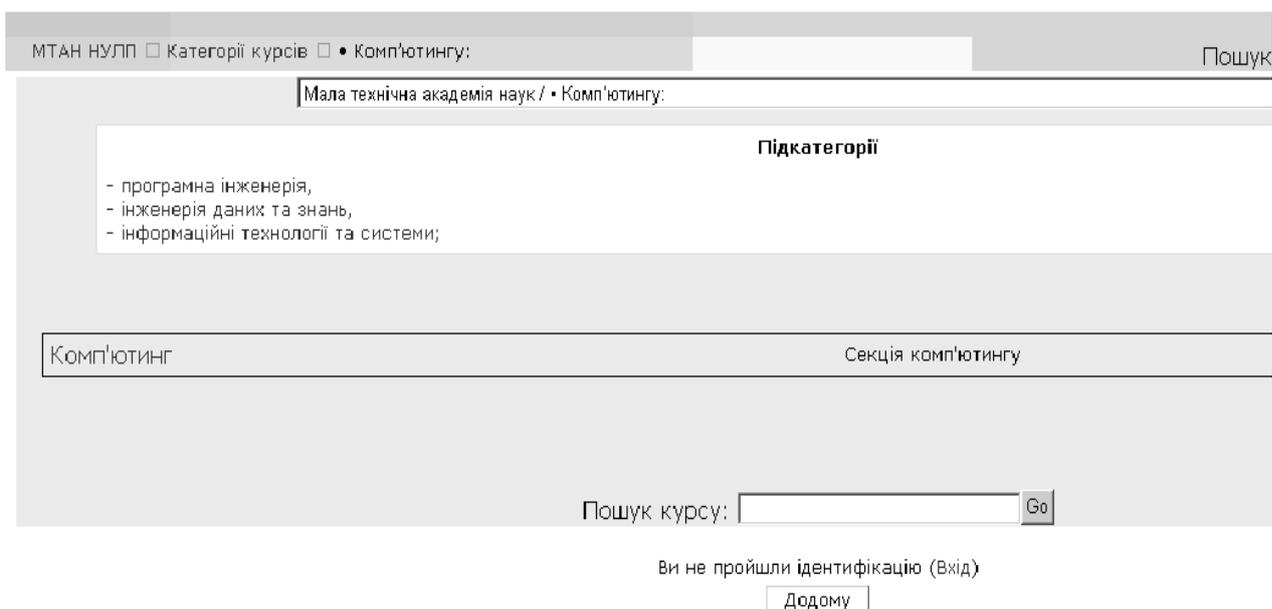 МТАН НУЛП □ Категорії курсів □ • Комп'ютингу:
Пошук
Мала технічна академія наук / • Комп'ютингу:
Підкатегорії
- програмна інженерія,
- інженерія даних та знань,
- інформаційні технології та системи;
Комп'ютинг Секція комп'ютингу
Пошук курсу: Go
Ви не пройшли ідентифікацію (Вхід)
Додому